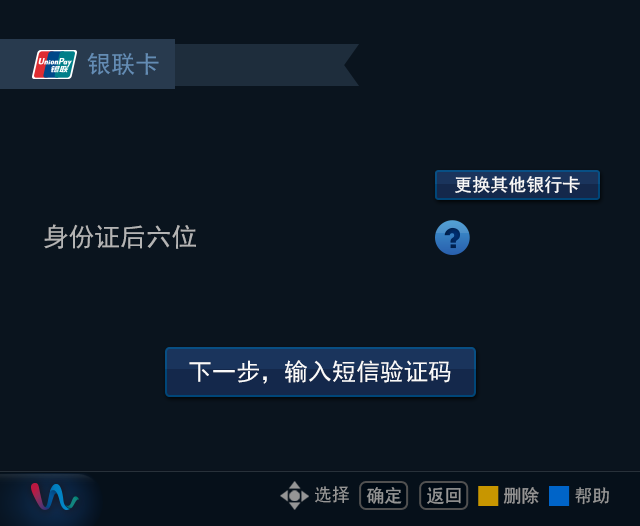 UnionPay
银联
银联卡
更换其他银行卡
身份证后六位
?
下一步，输入短信验证码
选择 确定 返回 删除 帮助